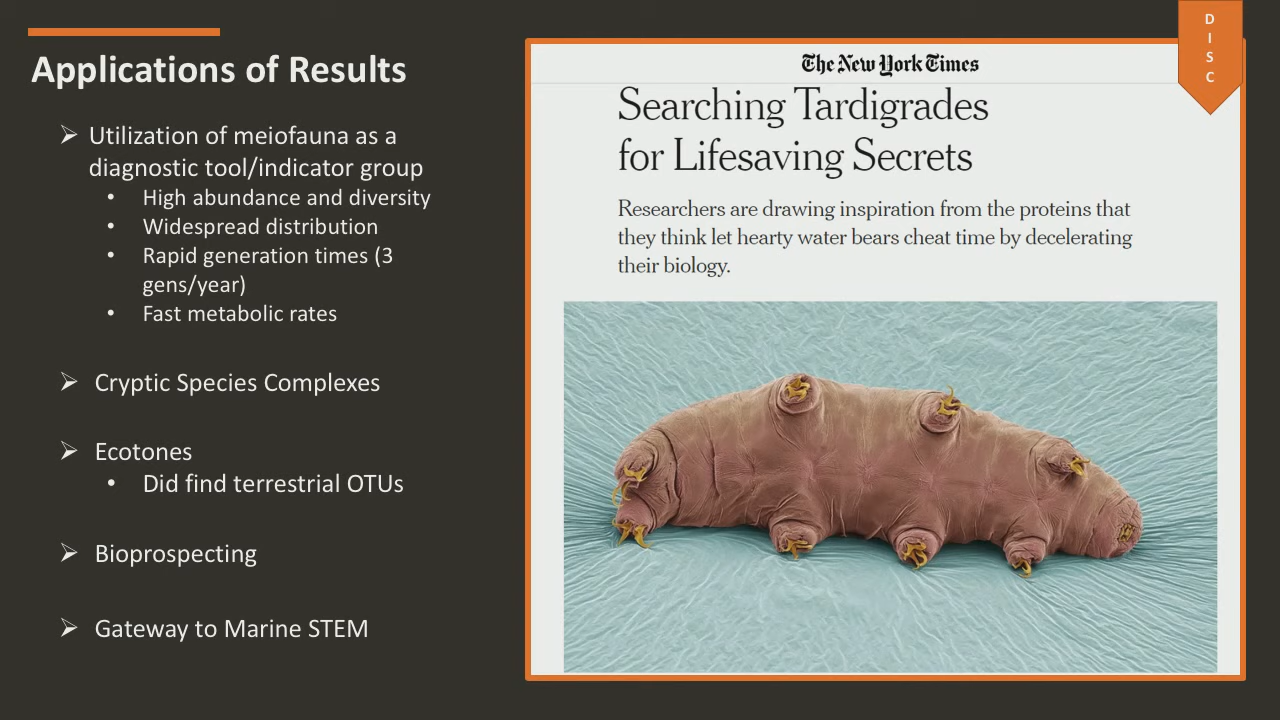 Applications of Results
➢ Utilization of meiofauna as a
diagnostic tool/indicator group
• High abundance and diversity
• Widespread distribution
• Rapid generation times (3
gens/year)
• Fast metabolic rates
➢ Cryptic Species Complexes
➢ Ecotones
• Did find terrestrial OTUs
➢ Bioprospecting
➢ Gateway to Marine STEM
The New York Times
Searching Tardigrades
for Lifesaving Secrets
Researchers are drawing inspiration from the proteins that
they think let hearty water bears cheat time by decelerating
their biology.
D
I
S
C